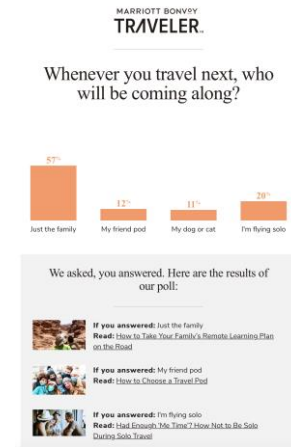 MARRIOTT BONVOY
TRAVELER
Whenever you travel next, who
will be coming along?
57%
12%
11%
20%
Just the family
My friend pod
My dog or cat
I'm flying solo
We asked, you answered. Here are the results of
our poll:
If you answered: Just the family
Read: How to Take Your Family's Remote Learning Plan
on the Road
If you answered: My friend pod
Read: How to Choose a Travel Pod
If you answered: I'm flying solo
Read: Had Enough 'Me Time'? How Not to Be Solo
During Solo Travel